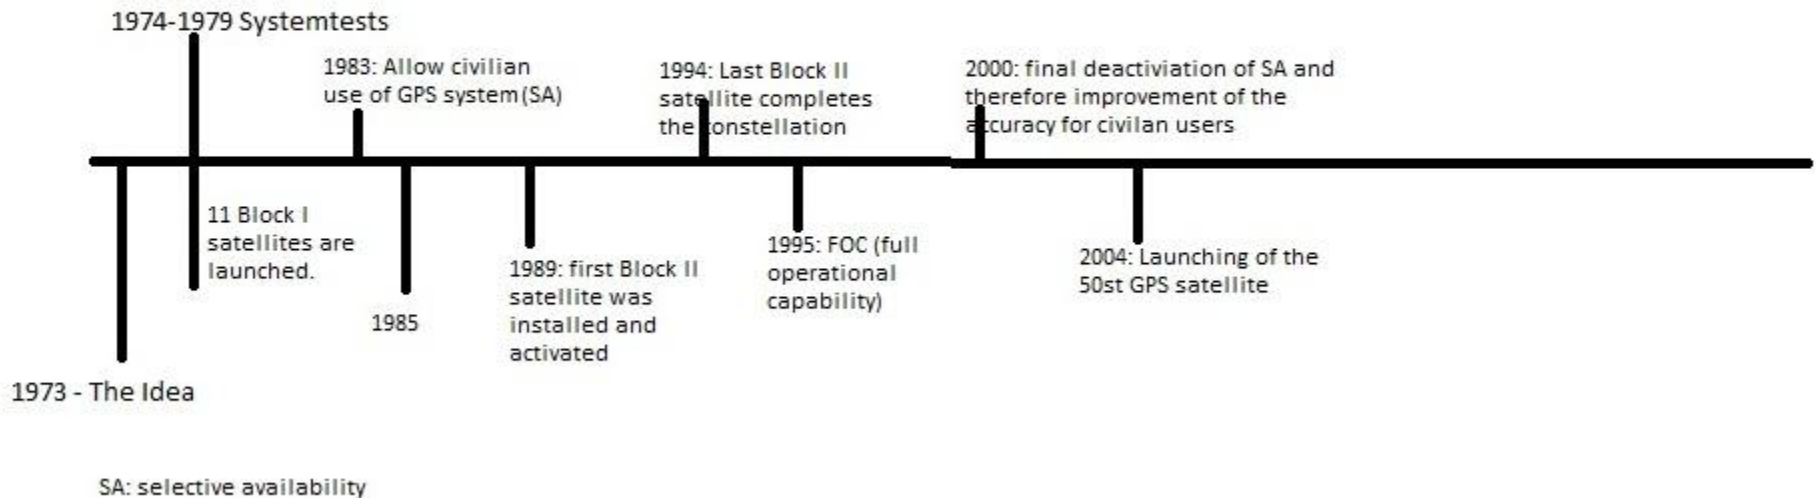 1974-1979 Systemtests
1983: Allow civilian
use of GPS system (SA)
1994: Last Block II
satellite completes
the constellation
2000: final deactiviation of SA and
therefore improvement of the
accuracy for civilan users
11 Block I
satellites are
launched.
1985
1989: first Block II
satellite was
installed and
activated
1995: FOC (full
operational
capability)
2004: Launching of the
50st GPS satellite
1973 - The Idea
SA: selective availability